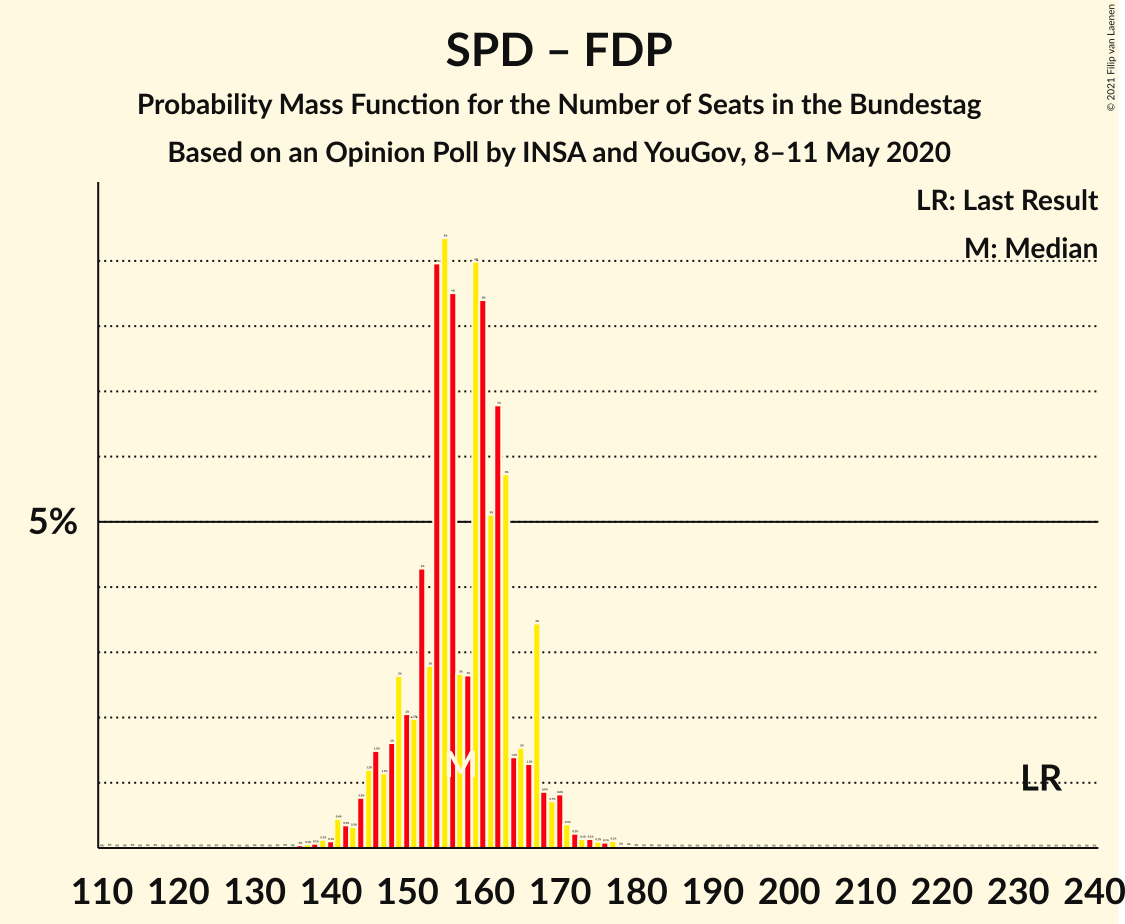 SPD – FDP
Probability Mass Function for the Number of Seats in the Bundestag
Based on an Opinion Poll by INSA and YouGov, 8–11 May 2020
© 2021 Filip van Laenen
LR: Last Result
M: Median
5%
M
LR
110 120 130 140 150 160 170 180 190 200 210 220 230 240